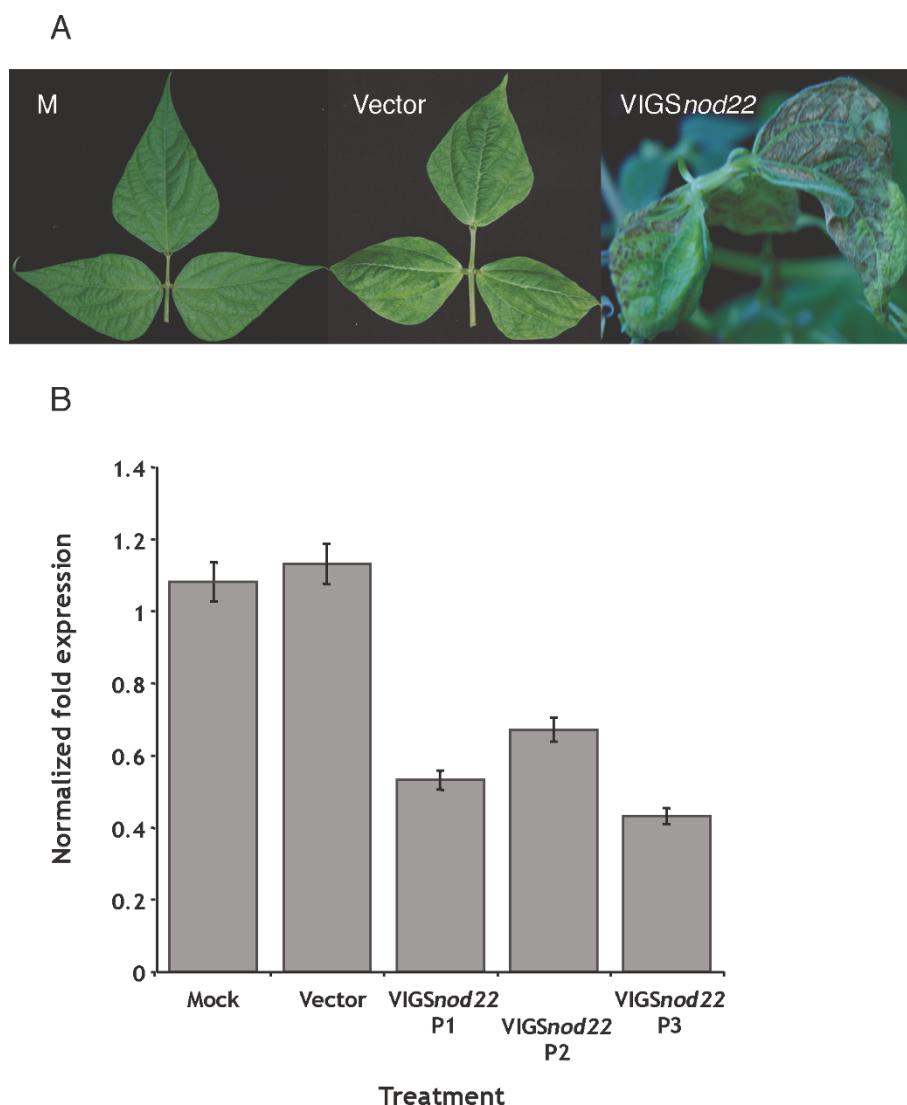 A
M
Vector
VIGSnod22
B
Normalized fold expression
1.4
1.2
1
0.8
0.6
0.4
0.2
0
Mock
Vector
VIGSnod22
P1
VIGSnod22
P2
VIGSnod22
P3
Treatment